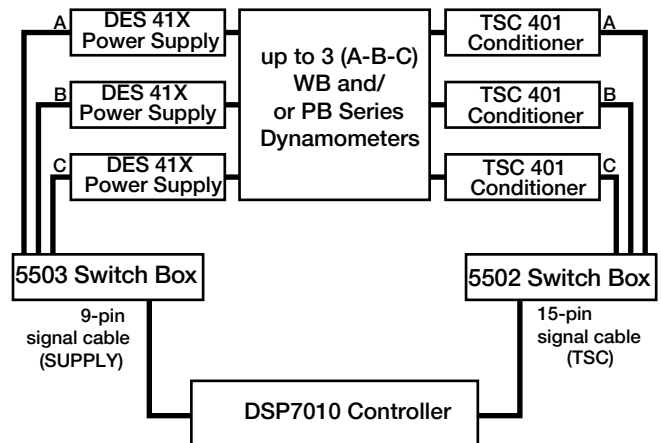 A
DES 41X
Power Supply
B
DES 41X
Power Supply
C
DES 41X
Power Supply
up to 3 (A-B-C)
WB and/
or PB Series
Dynamometers
TSC 401
Conditioner
A
TSC 401
Conditioner
B
TSC 401
Conditioner
C
5503 Switch Box
5502 Switch Box
9-pin
signal cable
(SUPPLY)
15-pin
signal cable
(TSC)
DSP7010 Controller